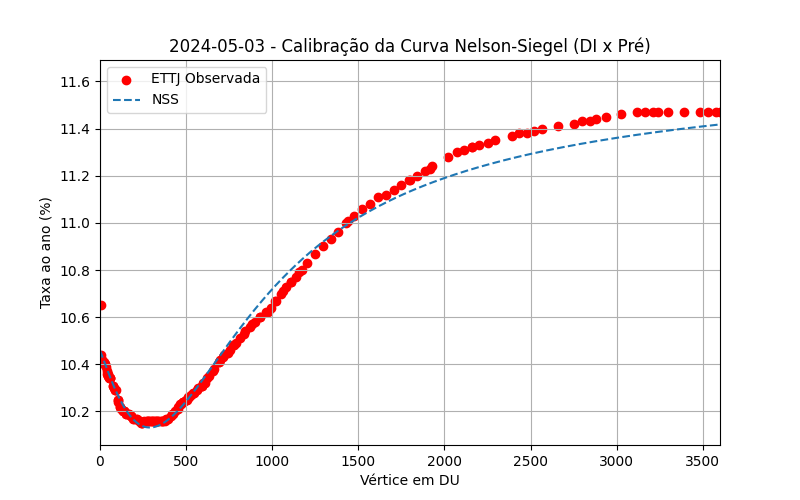 2024-05-03 - Calibração da Curva Nelson-Siegel (DI x Pré)
ETTJ Observada
NSS
Taxa ao ano (%)
11.6
11.4
11.2
11.0
10.8
10.6
10.4
10.2
0 500 1000 1500 2000 2500 3000 3500
Vértice em DU